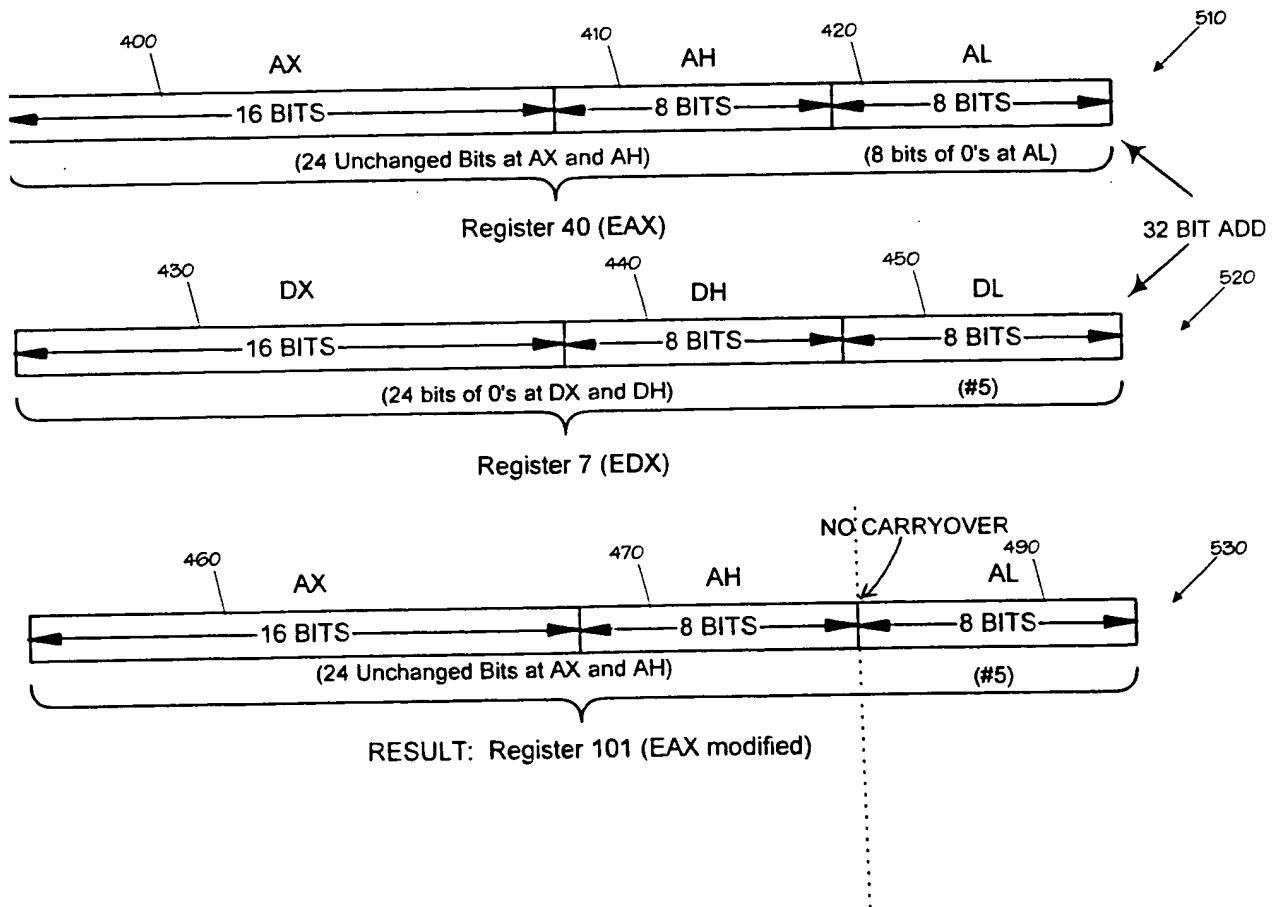 400 410 420 510
AX AH AL
16 BITS 8 BITS 8 BITS
(24 Unchanged Bits at AX and AH) (8 bits of 0's at AL)
Register 40 (EAX)
32 BIT ADD
430 440 450 520
DX DH DL
16 BITS 8 BITS 8 BITS
(24 bits of 0's at DX and DH) (#5)
Register 7 (EDX)
NO CARRYOVER
460 470 490 530
AX AH AL
16 BITS 8 BITS 8 BITS
(24 Unchanged Bits at AX and AH) (#5)
RESULT: Register 101 (EAX modified)